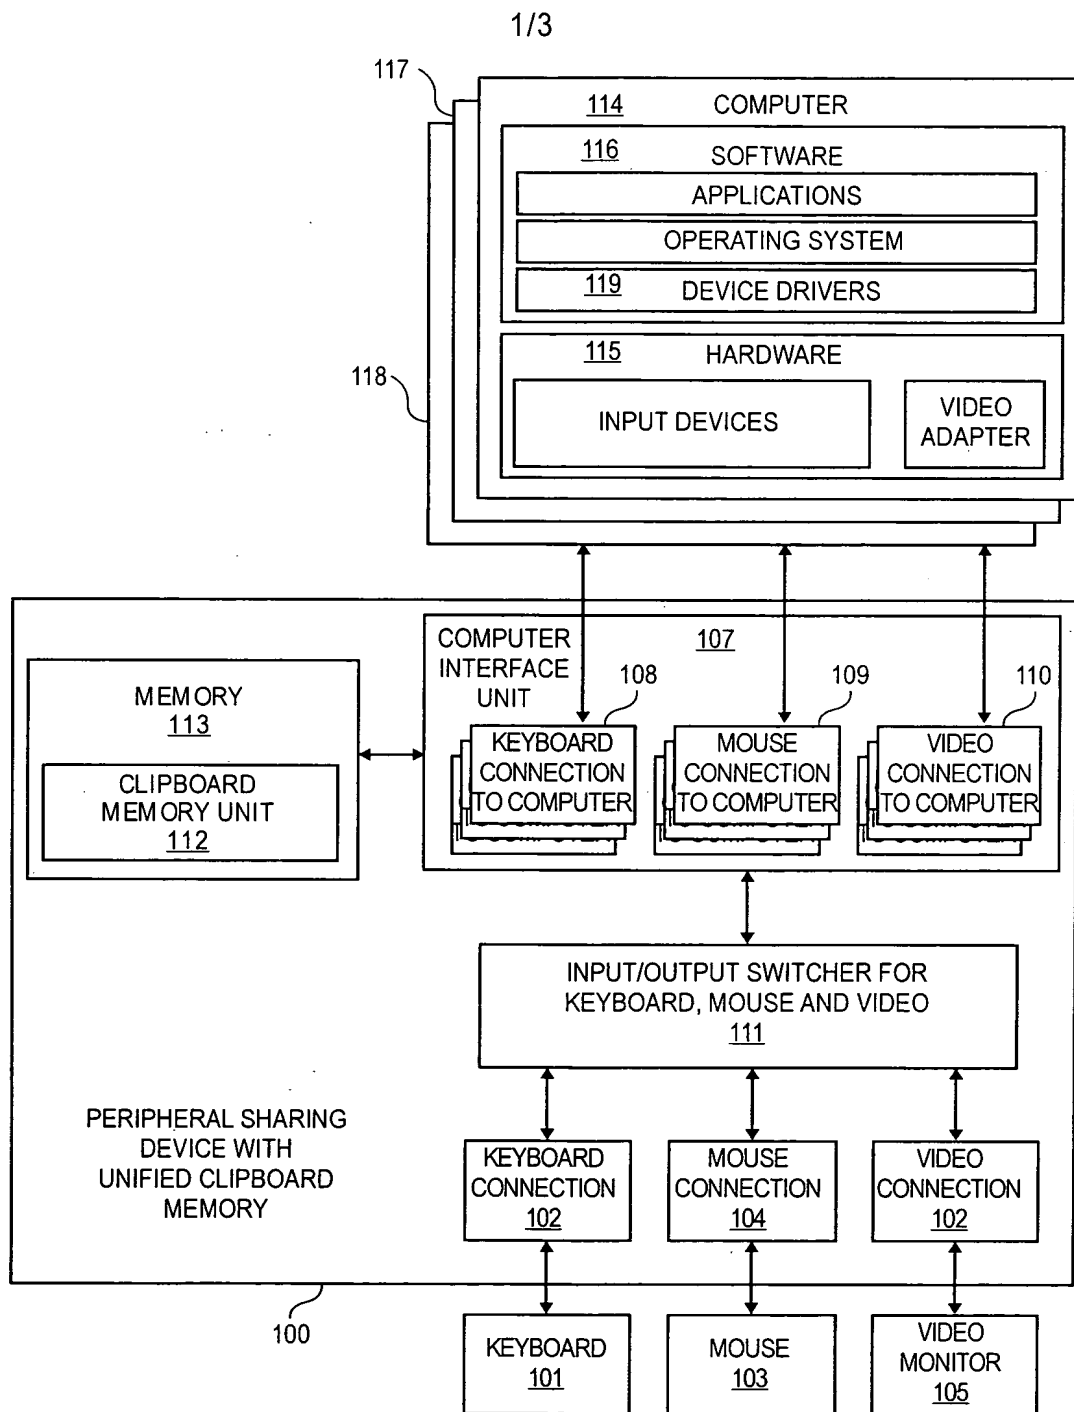 1/3
117
114 COMPUTER
116 SOFTWARE
APPLICATIONS
OPERATING SYSTEM
119 DEVICE DRIVERS
115 HARDWARE
118
INPUT DEVICES
VIDEO
ADAPTER
COMPUTER
INTERFACE
UNIT
107
108
109
110
MEMORY
113
CLIPBOARD
MEMORY UNIT
112
KEYBOARD
CONNECTION
TO COMPUTER
MOUSE
CONNECTION
TO COMPUTER
VIDEO
CONNECTION
TO COMPUTER
INPUT/OUTPUT SWITCHER FOR
KEYBOARD, MOUSE AND VIDEO
111
PERIPHERAL SHARING
DEVICE WITH
UNIFIED CLIPBOARD
MEMORY
KEYBOARD
CONNECTION
102
MOUSE
CONNECTION
104
VIDEO
CONNECTION
102
100
KEYBOARD
101
MOUSE
103
VIDEO
MONITOR
105